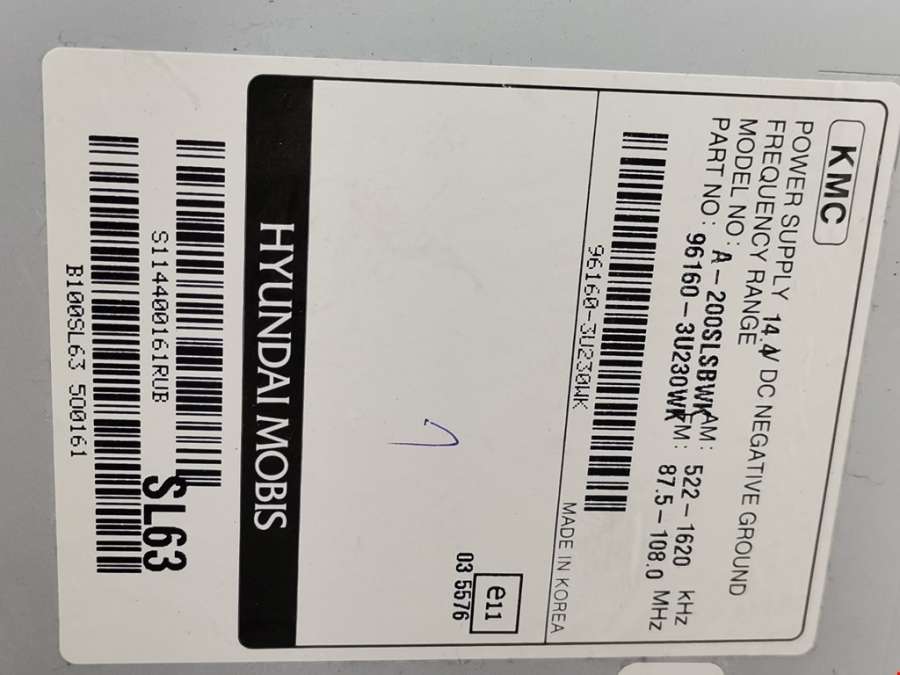 KMC
POWER SUPPLY 14.4V DC NEGATIVE GROUND
FREQUENCY RANGE
AM: 522-1620 kHz
FM: 87.5-108.0 MHz
MODEL NO: A-200SLSBWK
PART NO: 96160-3U230WK
96160-3U230WK
MADE IN KOREA
e11
03 5576
HYUNDAI MOBIS
S114400161RUB
SL63
B100SL63 5D0161